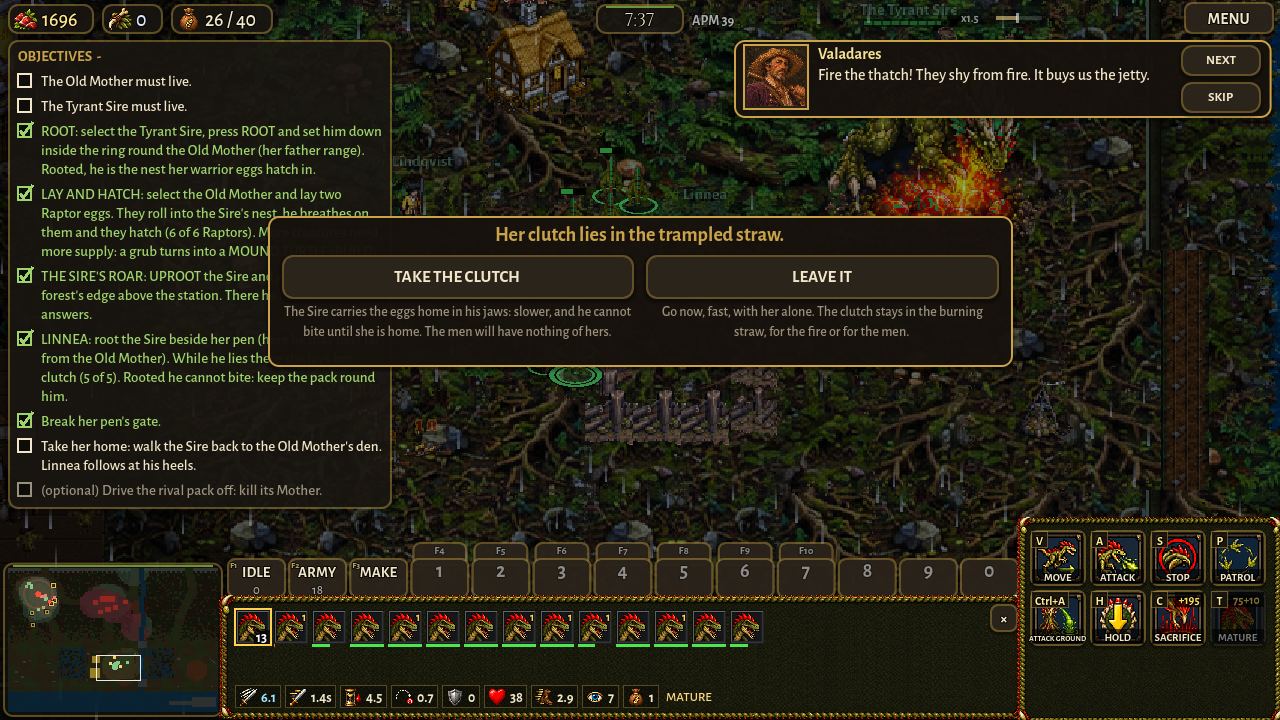 1696
0
26 / 40
7:37
APM 39
The Tyrant Sire
x1.5
MENU
OBJECTIVES -
The Old Mother must live.
The Tyrant Sire must live.
ROOT: select the Tyrant Sire, press ROOT and set him down
inside the ring round the Old Mother (her father range).
Rooted, he is the nest her warrior eggs hatch in.
LAY AND HATCH: select the Old Mother and lay two
Raptor eggs. They roll into the Sire's nest, he breathes on
them and they hatch (6 of 6 Raptors).
more supply: a grub turns into a MOUN
THE SIRE'S ROAR: UPROOT the Sire and
forest's edge above the station. There h
answers.
LINNEA: root the Sire beside her pen (h
from the Old Mother). While he lies the
clutch (5 of 5). Rooted he cannot bite: keep the pack round
him.
Break her pen's gate.
Take her home: walk the Sire back to the Old Mother's den.
Linnea follows at his heels.
(optional) Drive the rival pack off: kill its Mother.
Valadares
Fire the thatch! They shy from fire. It buys us the jetty.
NEXT
SKIP
Lindqvist
Linnea
Her clutch lies in the trampled straw.
TAKE THE CLUTCH
LEAVE IT
The Sire carries the eggs home in his jaws: slower, and he cannot
bite until she is home. The men will have nothing of hers.
Go now, fast, with her alone. The clutch stays in the burning
straw, for the fire or for the men.
F1 IDLE 0
F2 ARMY 18
F3 MAKE
F4 F5 F6 F7 F8 F9 F10
1 2 3 4 5 6 7 8 9 0
13 1 1 1 1 1
×
6.1 1.4s 4.5 0.7 0 38 2.9 7 1 MATURE
V MOVE
A ATTACK
S STOP
P PATROL
Ctrl+A ATTACK GROUND
H HOLD
C +195 SACRIFICE
T 75+10 MATURE